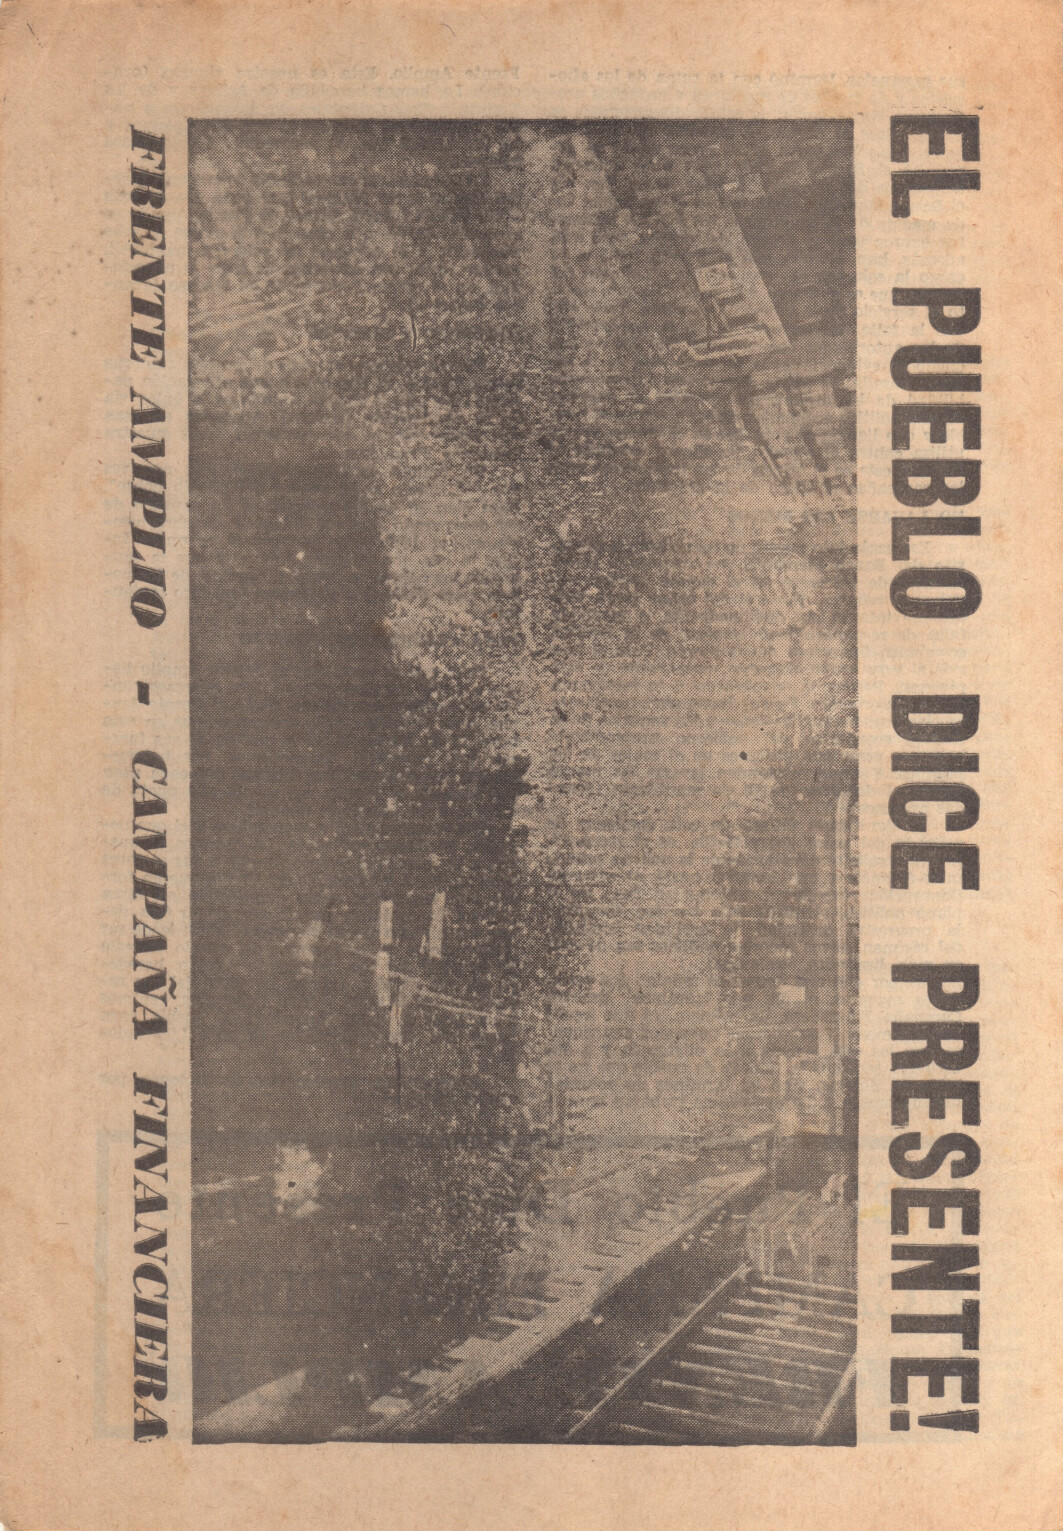 EL PUEBLO DICE PRESENTE!
FRENTE AMPLIO - CAMPAÑA FINANCIERA